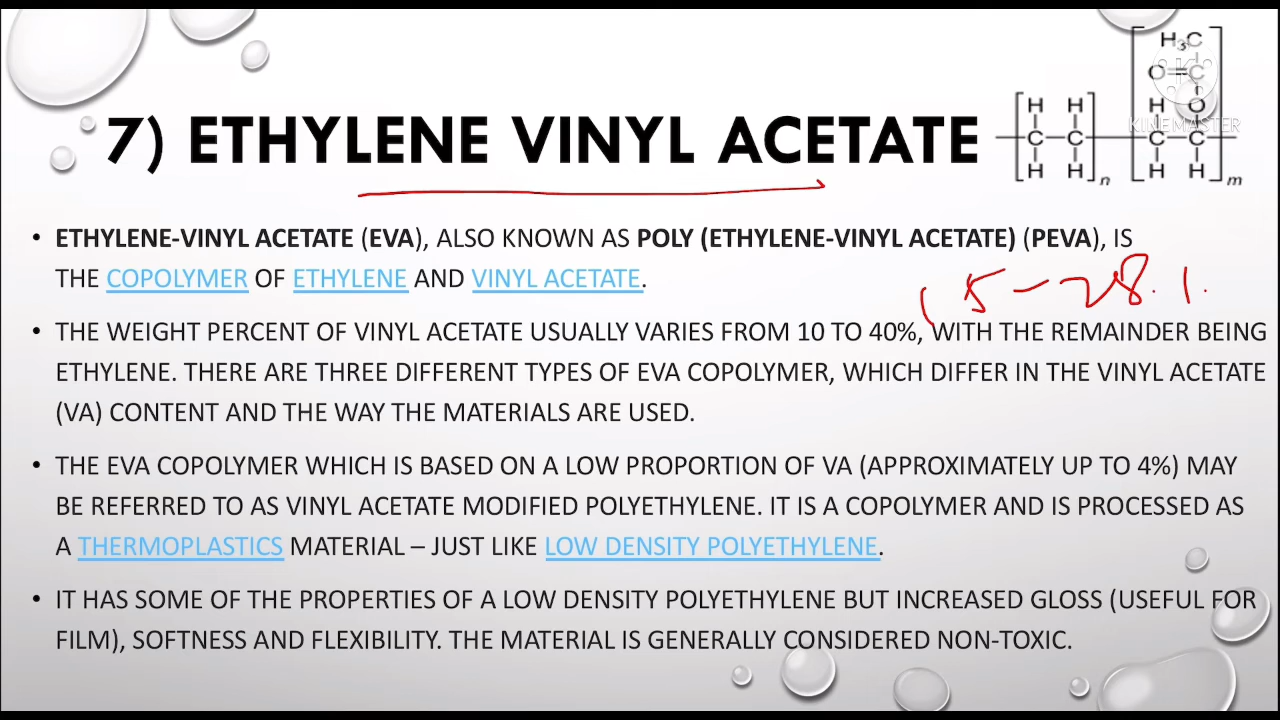 7) ETHYLENE VINYL ACETATE
H₃C
O=C
H H H O
C C C C
H H n H H m
KINEMASTER
• ETHYLENE-VINYL ACETATE (EVA), ALSO KNOWN AS POLY (ETHYLENE-VINYL ACETATE) (PEVA), IS
THE COPOLYMER OF ETHYLENE AND VINYL ACETATE.
15-28.1.
• THE WEIGHT PERCENT OF VINYL ACETATE USUALLY VARIES FROM 10 TO 40%, WITH THE REMAINDER BEING
ETHYLENE. THERE ARE THREE DIFFERENT TYPES OF EVA COPOLYMER, WHICH DIFFER IN THE VINYL ACETATE
(VA) CONTENT AND THE WAY THE MATERIALS ARE USED.
• THE EVA COPOLYMER WHICH IS BASED ON A LOW PROPORTION OF VA (APPROXIMATELY UP TO 4%) MAY
BE REFERRED TO AS VINYL ACETATE MODIFIED POLYETHYLENE. IT IS A COPOLYMER AND IS PROCESSED AS
A THERMOPLASTICS MATERIAL – JUST LIKE LOW DENSITY POLYETHYLENE.
• IT HAS SOME OF THE PROPERTIES OF A LOW DENSITY POLYETHYLENE BUT INCREASED GLOSS (USEFUL FOR
FILM), SOFTNESS AND FLEXIBILITY. THE MATERIAL IS GENERALLY CONSIDERED NON-TOXIC.